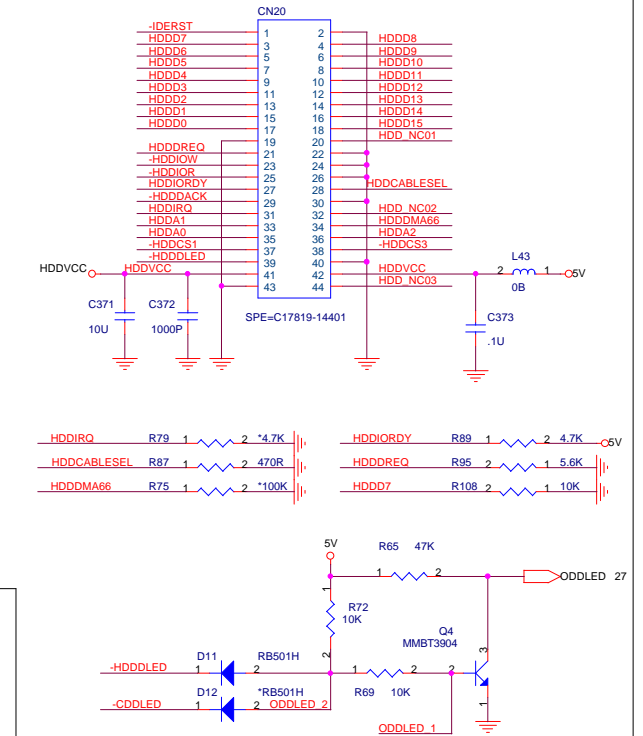 CN20
-IDERST 1 2
HDDD7 3 4 HDDD8
HDDD6 5 6 HDDD9
HDDD5 7 8 HDDD10
HDDD4 9 10 HDDD11
HDDD3 11 12 HDDD12
HDDD2 13 14 HDDD13
HDDD1 15 16 HDDD14
HDDD0 17 18 HDDD15
19 20 HDD_NC01
HDDDREQ 21 22
-HDDIOW 23 24
-HDDIOR 25 26
HDDIORDY 27 28 HDDCABLESEL
-HDDDACK 29 30
HDDIRQ 31 32 HDD_NC02
HDDA1 33 34 HDDDMA66
HDDA0 35 36 HDDA2
-HDDCS1 37 38 -HDDCS3
-HDDDLED 39 40
HDDVCC HDDVCC 41 42 HDDVCC 2 L43 1 5V
43 44 HDD_NC03
0B
C371 C372 SPE=C17819-14401 C373
10U 1000P .1U
HDDIRQ R79 1 2 *4.7K HDDIORDY R89 1 2 4.7K 5V
HDDCABLESEL R87 1 2 470R HDDDREQ R95 2 1 5.6K
HDDDMA66 R75 1 2 *100K HDDD7 R108 2 1 10K
5V R65 47K
1 2 ODDLED 27
1
R72
10K
2
Q4
MMBT3904
3
D11 RB501H
-HDDDLED 1 2 1 2 2
D12 *RB501H R69 10K
-CDDLED 1 2 ODDLED_2 1
ODDLED_1